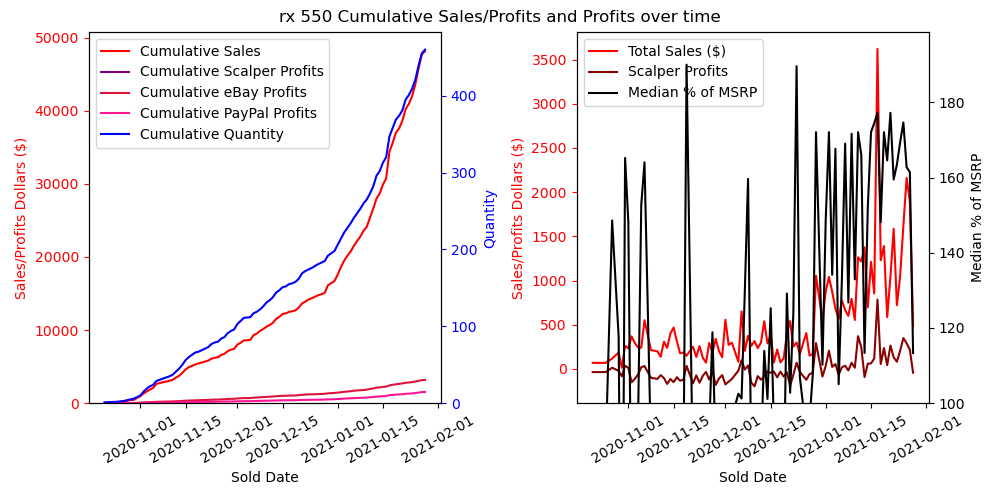 rx 550 Cumulative Sales/Profits and Profits over time
Cumulative Sales
Cumulative Scalper Profits
Cumulative eBay Profits
Cumulative PayPal Profits
Cumulative Quantity
Sales/Profits Dollars ($)
50000
40000
30000
20000
10000
0
Quantity
400
300
200
100
0
2020-11-01
2020-11-15
2020-12-01
2020-12-15
2021-01-01
2021-01-15
2021-02-01
Sold Date
Total Sales ($)
Scalper Profits
Median % of MSRP
Sales/Profits Dollars ($)
3500
3000
2500
2000
1500
1000
500
0
Median % of MSRP
180
160
140
120
100
2020-11-01
2020-11-15
2020-12-01
2020-12-15
2021-01-01
2021-01-15
2021-02-01
Sold Date